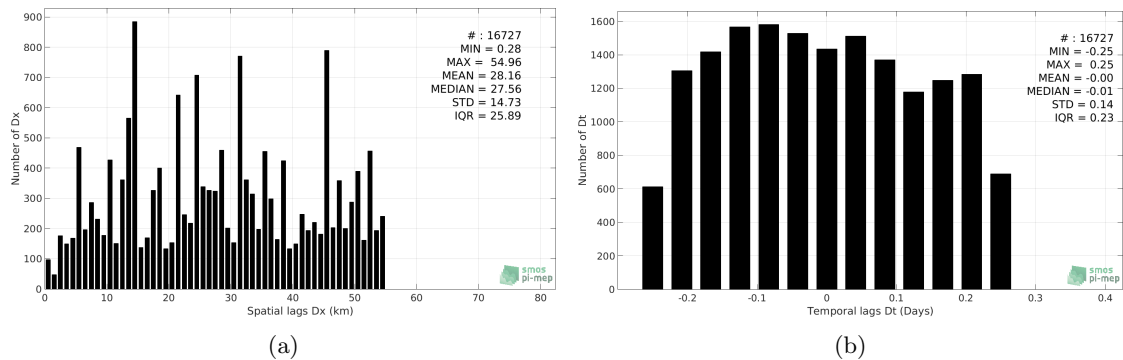 900
800
700
600
500
400
300
200
100
0
Number of Dx
# : 16727
MIN = 0.28
MAX = 54.96
MEAN = 28.16
MEDIAN = 27.56
STD = 14.73
IQR = 25.89
smos
pi-mep
0 10 20 30 40 50 60 70 80
Spatial lags Dx (km)
(a)
1600
1400
1200
1000
800
600
400
200
0
Number of Dt
# : 16727
MIN = -0.25
MAX = 0.25
MEAN = -0.00
MEDIAN = -0.01
STD = 0.14
IQR = 0.23
smos
pi-mep
-0.2 -0.1 0 0.1 0.2 0.3 0.4
Temporal lags Dt (Days)
(b)